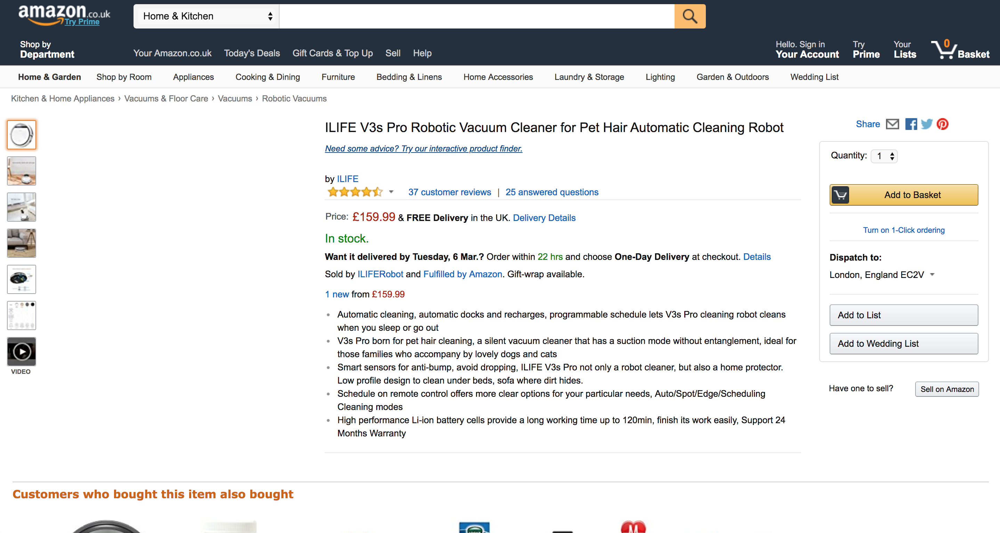 amazon.co.uk
Try Prime
Home & Kitchen
Shop by
Department
Your Amazon.co.uk Today's Deals Gift Cards & Top Up Sell Help
Hello. Sign in
Your Account
Try
Prime
Your
Lists
0
Basket
Home & Garden Shop by Room Appliances Cooking & Dining Furniture Bedding & Linens Home Accessories Laundry & Storage Lighting Garden & Outdoors Wedding List
Kitchen & Home Appliances › Vacuums & Floor Care › Vacuums › Robotic Vacuums
VIDEO
ILIFE V3s Pro Robotic Vacuum Cleaner for Pet Hair Automatic Cleaning Robot
Need some advice? Try our interactive product finder.
by ILIFE
37 customer reviews | 25 answered questions
Price: £159.99 & FREE Delivery in the UK. Delivery Details
In stock.
Want it delivered by Tuesday, 6 Mar.? Order within 22 hrs and choose One-Day Delivery at checkout. Details
Sold by ILIFERobot and Fulfilled by Amazon. Gift-wrap available.
1 new from £159.99
Automatic cleaning, automatic docks and recharges, programmable schedule lets V3s Pro cleaning robot cleans
when you sleep or go out
V3s Pro born for pet hair cleaning, a silent vacuum cleaner that has a suction mode without entanglement, ideal for
those families who accompany by lovely dogs and cats
Smart sensors for anti-bump, avoid dropping, ILIFE V3s Pro not only a robot cleaner, but also a home protector.
Low profile design to clean under beds, sofa where dirt hides.
Schedule on remote control offers more clear options for your particular needs, Auto/Spot/Edge/Scheduling
Cleaning modes
High performance Li-ion battery cells provide a long working time up to 120min, finish its work easily, Support 24
Months Warranty
Share
Quantity: 1
Add to Basket
Turn on 1-Click ordering
Dispatch to:
London, England EC2V
Add to List
Add to Wedding List
Have one to sell? Sell on Amazon
Customers who bought this item also bought